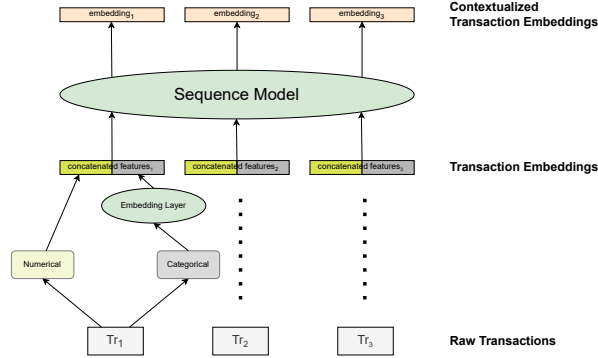 embedding₁ embedding₂ embedding₃ Contextualized
Transaction Embeddings
Sequence Model
concatenated features₁ concatenated features₂ concatenated features₃ Transaction Embeddings
Embedding Layer
Numerical Categorical
Tr₁ Tr₂ Tr₃ Raw Transactions